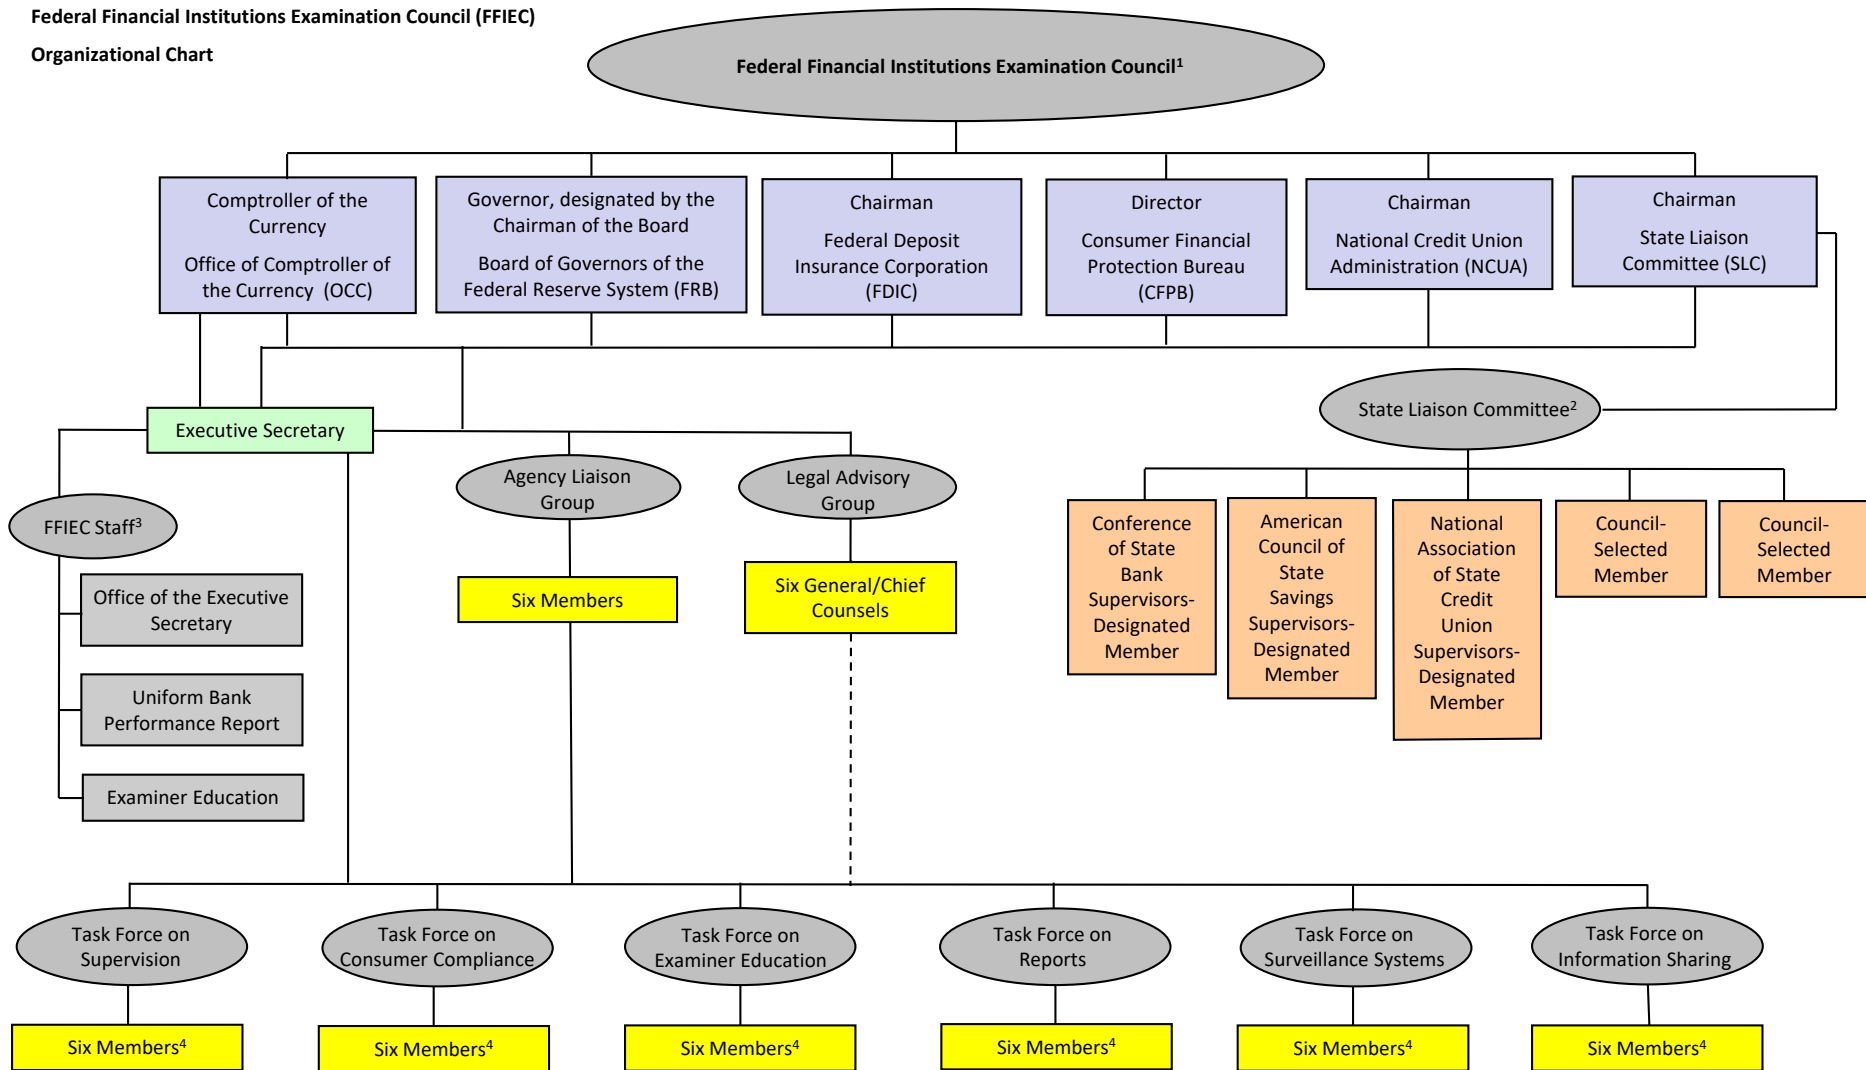 Federal Financial Institutions Examination Council (FFIEC)
Organizational Chart
Federal Financial Institutions Examination Council¹
Comptroller of the
Currency
Office of Comptroller of
the Currency (OCC)
Governor, designated by the
Chairman of the Board
Board of Governors of the
Federal Reserve System (FRB)
Chairman
Federal Deposit
Insurance Corporation
(FDIC)
Director
Consumer Financial
Protection Bureau
(CFPB)
Chairman
National Credit Union
Administration (NCUA)
Chairman
State Liaison
Committee (SLC)
State Liaison Committee²
Executive Secretary
Agency Liaison
Group
Legal Advisory
Group
FFIEC Staff³
Office of the Executive
Secretary
Uniform Bank
Performance Report
Examiner Education
Six Members
Six General/Chief
Counsels
Conference
of State
Bank
Supervisors-
Designated
Member
American
Council of
State
Savings
Supervisors-
Designated
Member
National
Association
of State
Credit
Union
Supervisors-
Designated
Member
Council-
Selected
Member
Council-
Selected
Member
Task Force on
Supervision
Task Force on
Consumer Compliance
Task Force on
Examiner Education
Task Force on
Reports
Task Force on
Surveillance Systems
Task Force on
Information Sharing
Six Members⁴
Six Members⁴
Six Members⁴
Six Members⁴
Six Members⁴
Six Members⁴